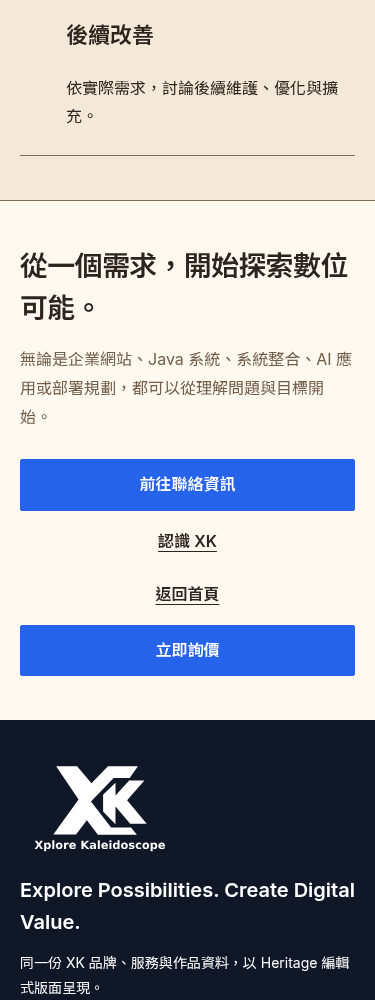 後續改善
依實際需求，討論後續維護、優化與擴
充。
從一個需求，開始探索數位
可能。
無論是企業網站、Java 系統、系統整合、AI 應
用或部署規劃，都可以從理解問題與目標開
始。
前往聯絡資訊
認識 XK
返回首頁
立即詢價
XK
Xplore Kaleidoscope
Explore Possibilities. Create Digital
Value.
同一份 XK 品牌、服務與作品資料，以 Heritage 編輯
式版面呈現。